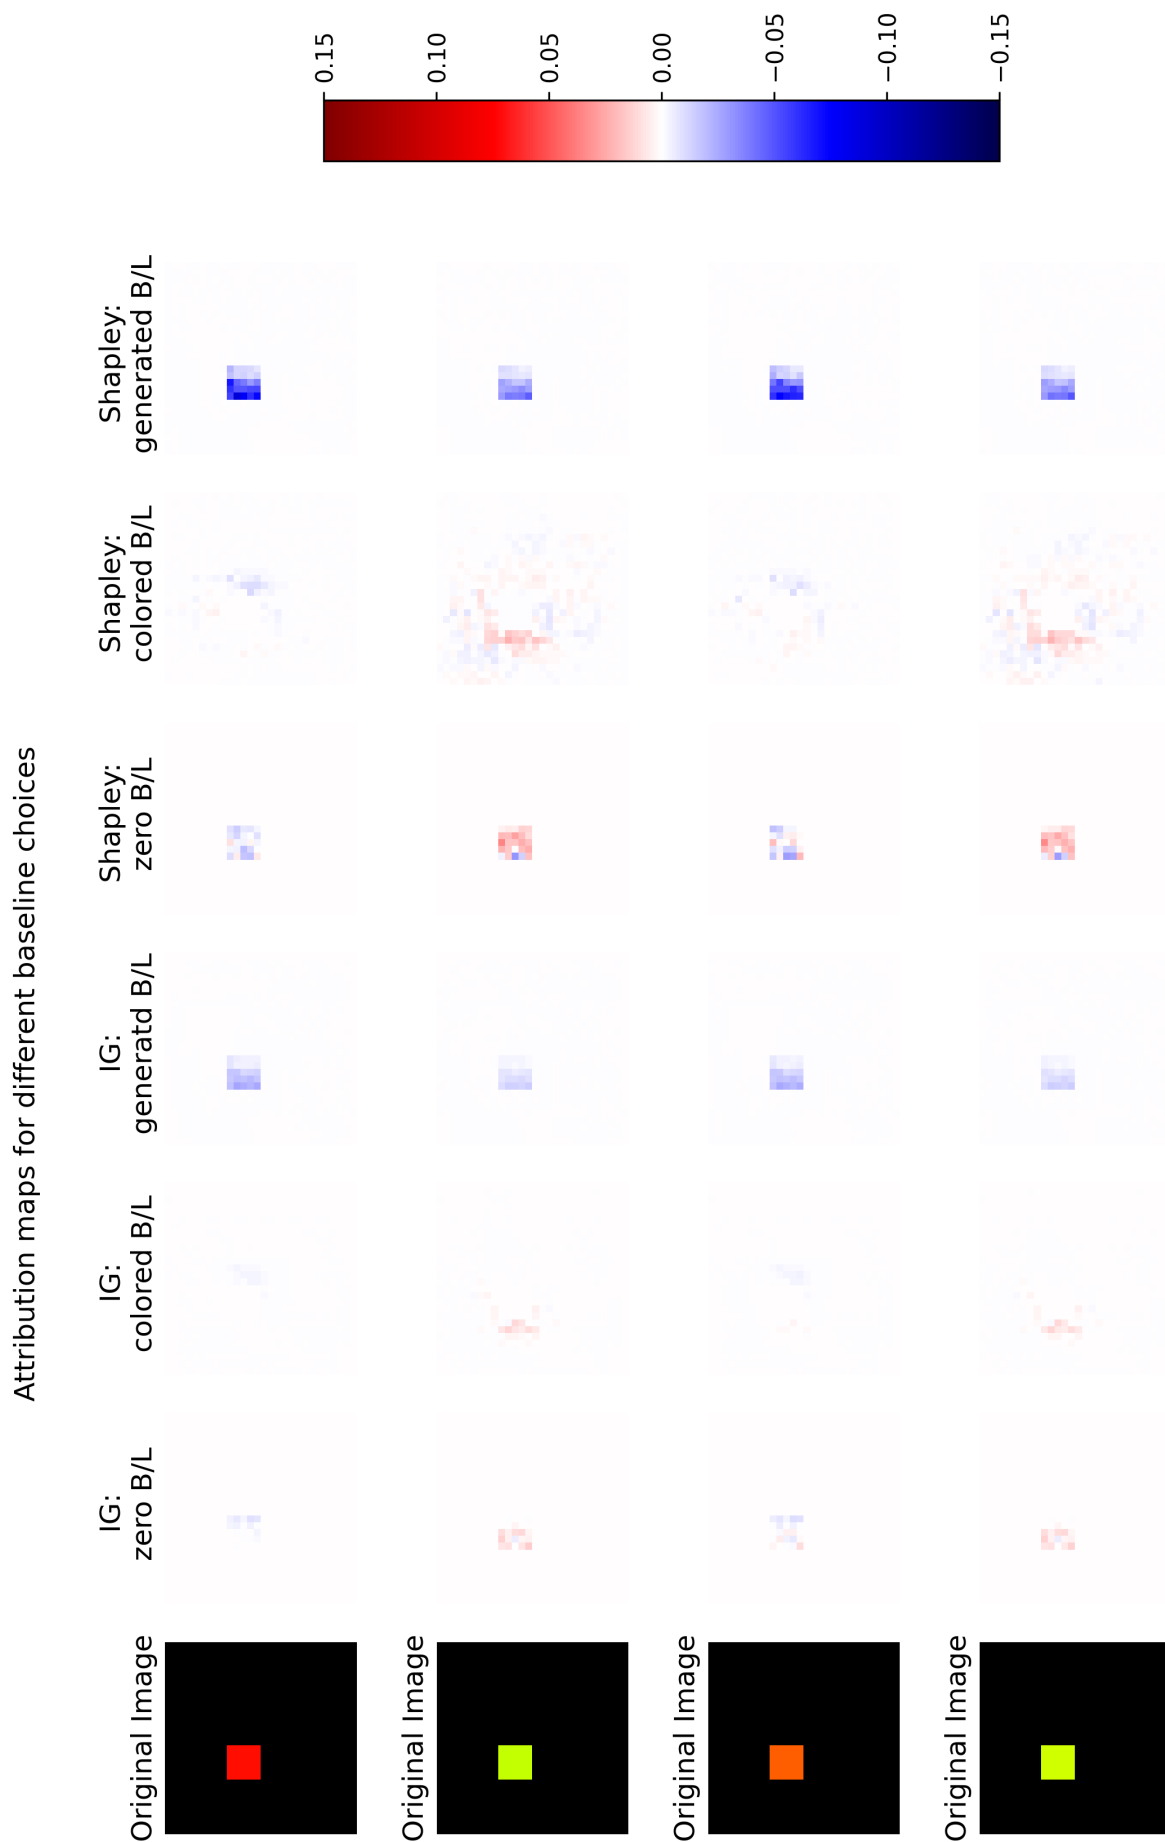 Attribution maps for different baseline choices
Original Image
IG:
zero B/L
IG:
colored B/L
IG:
generatd B/L
Shapley:
zero B/L
Shapley:
colored B/L
Shapley:
generated B/L
Original Image
Original Image
Original Image
0.15
0.10
0.05
0.00
−0.05
−0.10
−0.15